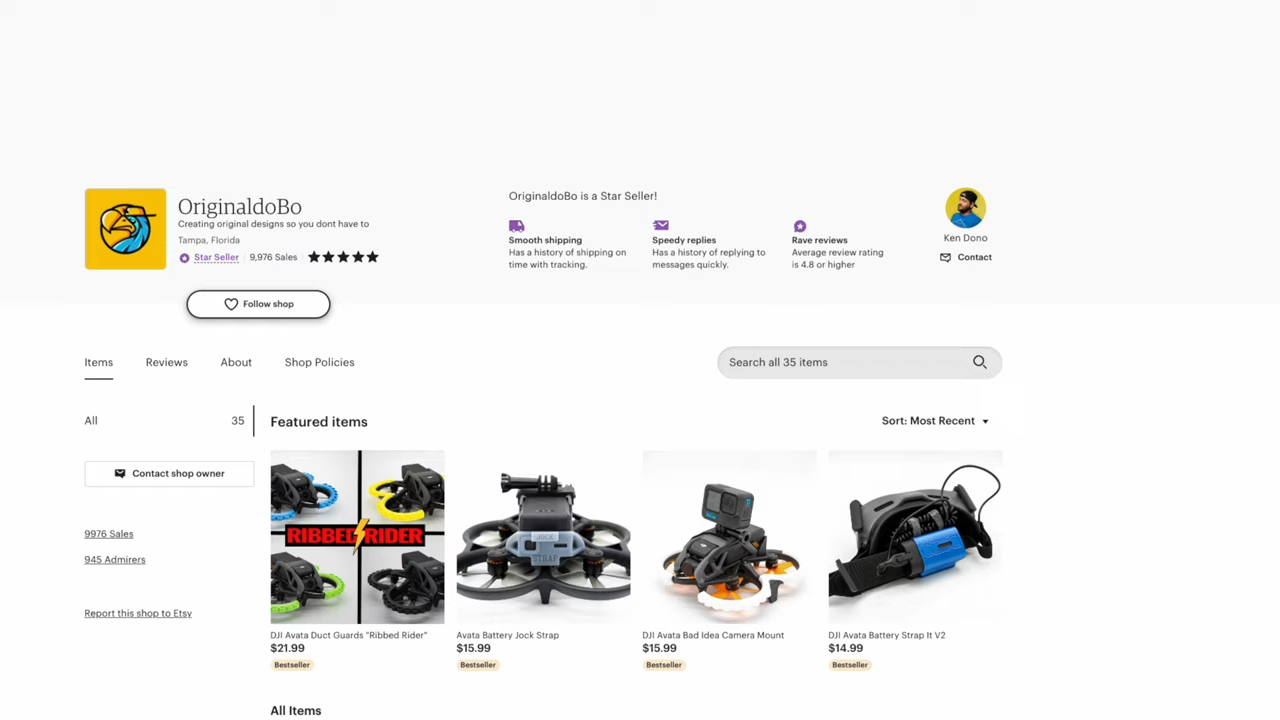 OriginaldoBo
Creating original designs so you dont have to
Tampa, Florida
Star Seller
9,976 Sales
Follow shop
OriginaldoBo is a Star Seller!
Smooth shipping
Has a history of shipping on
time with tracking.
Speedy replies
Has a history of replying to
messages quickly.
Rave reviews
Average review rating
is 4.8 or higher
Ken Dono
Contact
Items
Reviews
About
Shop Policies
Search all 35 items
All
35
Contact shop owner
9976 Sales
945 Admirers
Report this shop to Etsy
Featured items
Sort: Most Recent
RIBBED RIDER
JOCK
STRAP
DJI Avata Duct Guards "Ribbed Rider"
$21.99
Bestseller
Avata Battery Jock Strap
$15.99
Bestseller
DJI Avata Bad Idea Camera Mount
$15.99
Bestseller
DJI Avata Battery Strap It V2
$14.99
Bestseller
All Items